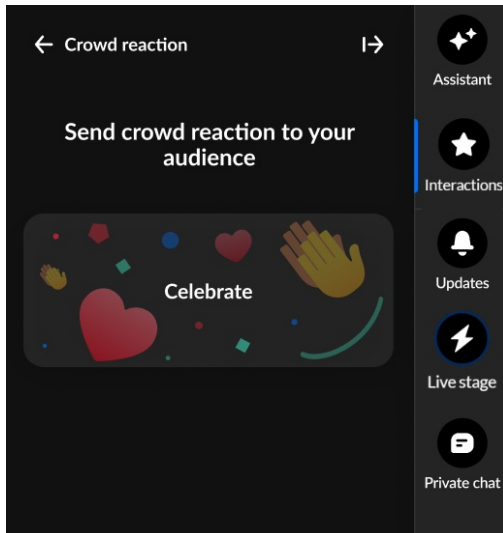 Crowd reaction
Send crowd reaction to your
audience
Celebrate
Assistant
Interactions
Updates
Live stage
Private chat